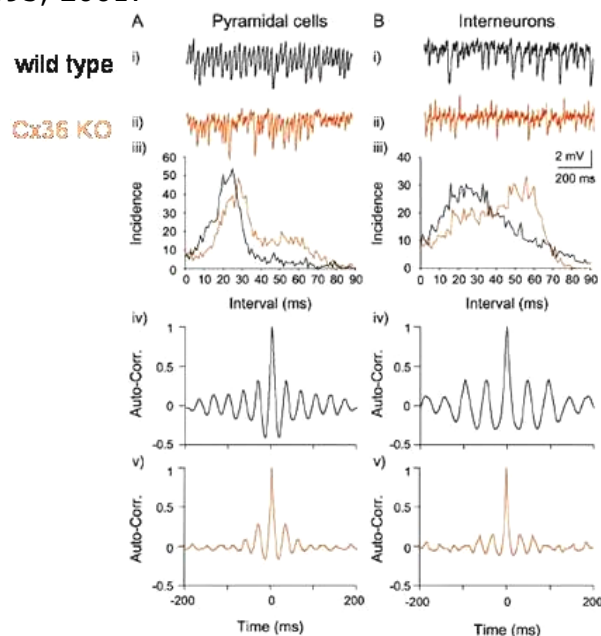 A Pyramidal cells B Interneurons
wild type
i) i)
Cx36 KO
ii) ii)
iii) iii)
2 mV
200 ms
60
50
40
30
20
10
0
Incidence
0 10 20 30 40 50 60 70 80 90
Interval (ms)
40
30
20
10
0
Incidence
0 10 20 30 40 50 60 70 80 90
Interval (ms)
iv) iv)
1
0.5
0
-0.5
Auto-Corr.
1
0.5
0
-0.5
Auto-Corr.
v) v)
1
0.5
0
-0.5
Auto-Corr.
-200 0 200
Time (ms)
1
0.5
0
-0.5
Auto-Corr.
-200 0 200
Time (ms)